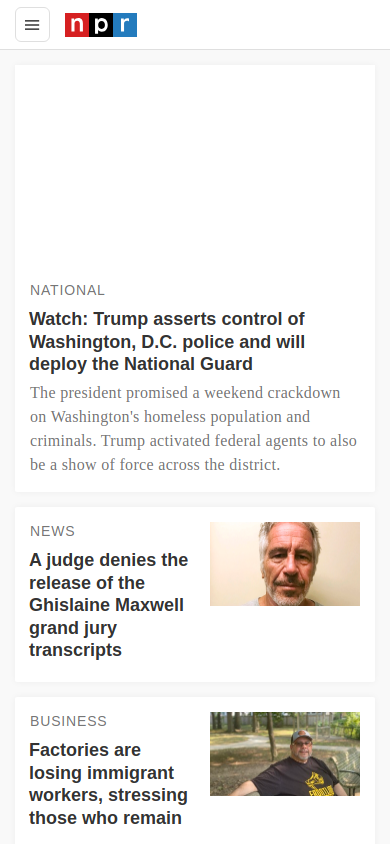 npr
NATIONAL
Watch: Trump asserts control of
Washington, D.C. police and will
deploy the National Guard
The president promised a weekend crackdown
on Washington's homeless population and
criminals. Trump activated federal agents to also
be a show of force across the district.
NEWS
A judge denies the
release of the
Ghislaine Maxwell
grand jury
transcripts
BUSINESS
Factories are
losing immigrant
workers, stressing
those who remain